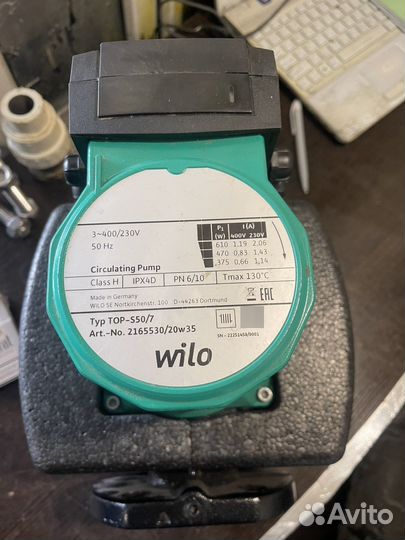 3~400/230V
50 Hz
P₁ I (A)
(W) 400V 230V
610 1,19 2,06
470 0,83 1,43
375 0,66 1,14
Circulating Pump
Class H IPX4D PN 6/10 Tmax 130°C
Made in Germany
WILO SE Nortkirchenstr. 100 D-44263 Dortmund
CE EAC
Typ TOP-S50/7
Art.-No. 2165530/20w35
wilo
Avito